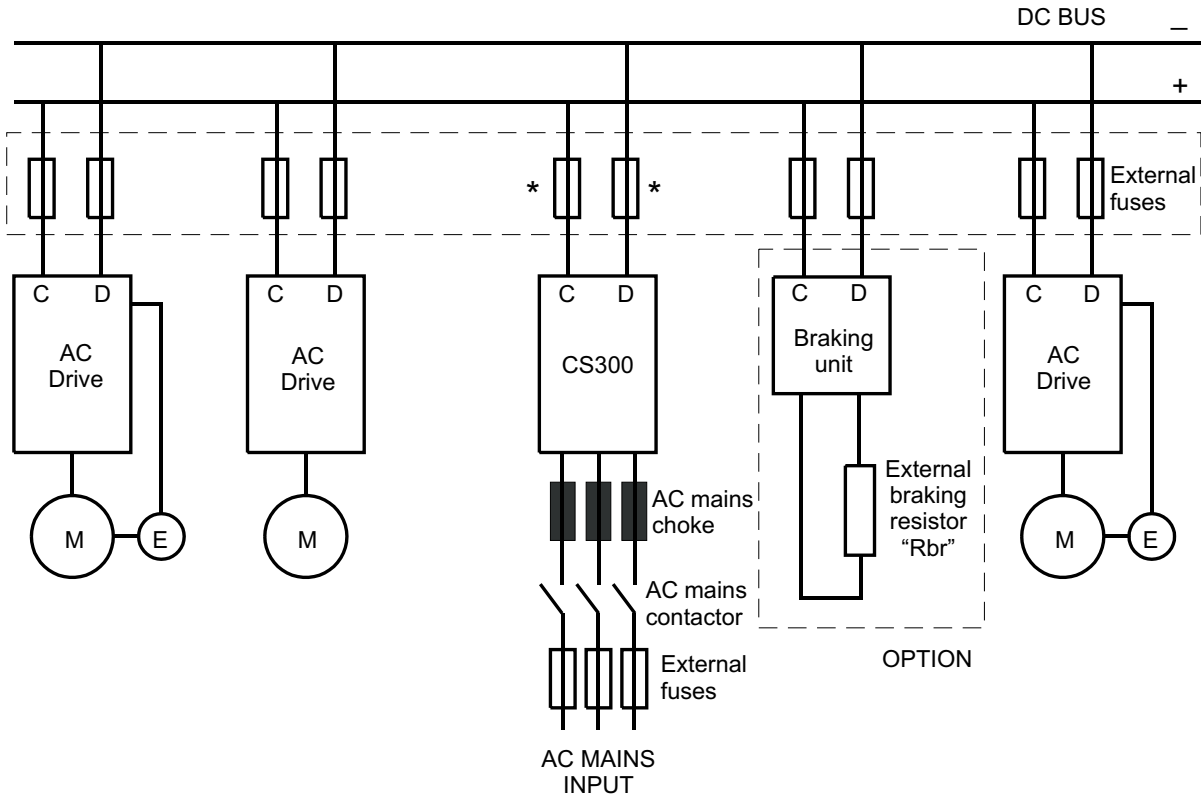 DC BUS
–
+
*
*
External
fuses
C D
C D
C D
C D
C D
AC
Drive
AC
Drive
CS300
Braking
unit
AC
Drive
AC mains
choke
External
braking
resistor
“Rbr”
M
E
M
M
E
AC mains
contactor
External
fuses
OPTION
AC MAINS
INPUT